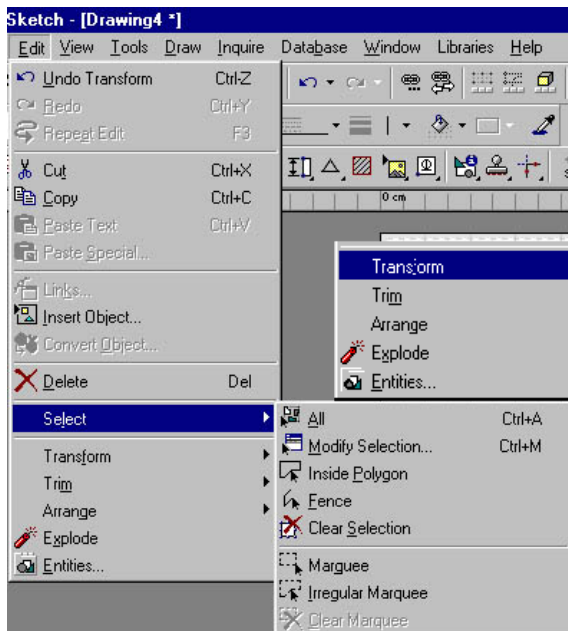 Sketch - [Drawing4 *]
Edit View Tools Draw Inquire Database Window Libraries Help
Undo Transform Ctrl-Z
Redo Ctrl+Y
Repeat Edit F3
Cut Ctrl+X
Copy Ctrl+C
Paste Text Ctrl+V
Paste Special...
Links...
Insert Object...
Convert Object...
Delete Del
Select
Transform
Trim
Arrange
Explode
Entities...
0 cm
Transform
Trim
Arrange
Explode
Entities...
All Ctrl+A
Modify Selection... Ctrl+M
Inside Polygon
Fence
Clear Selection
Marguee
Irregular Marquee
Clear Marquee